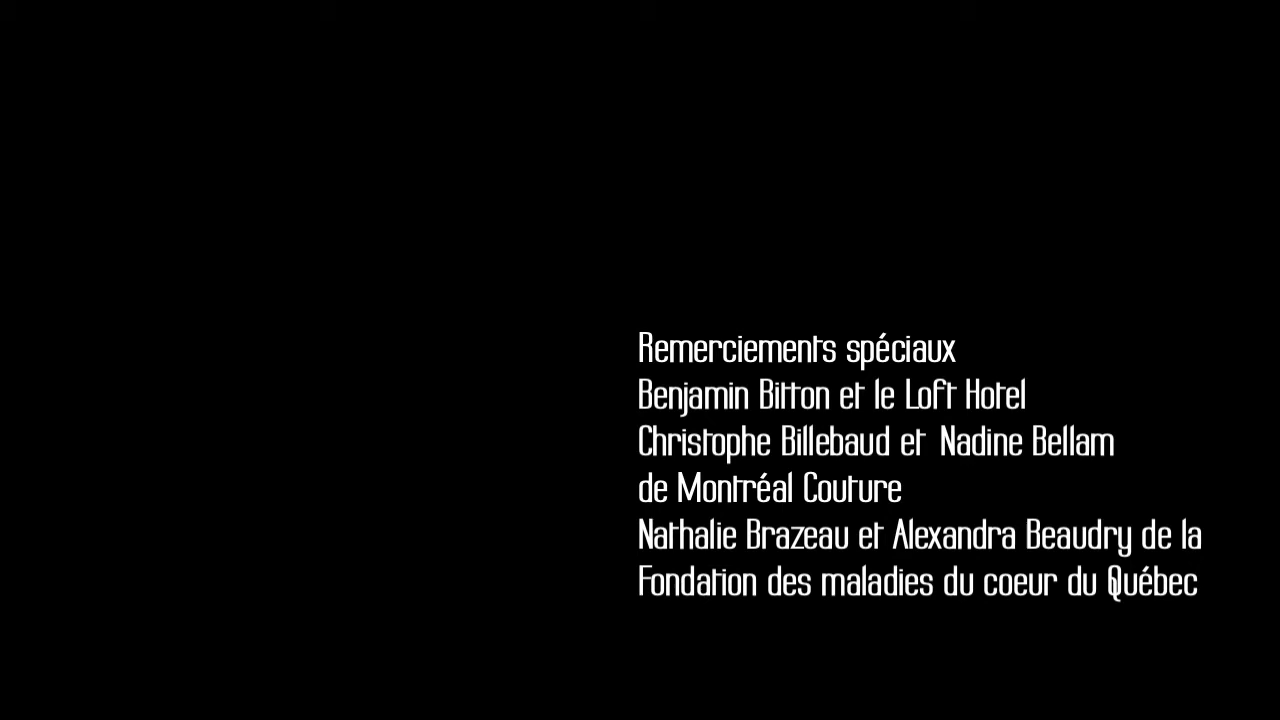 Remerciements spéciaux
Benjamin Bitton et le Loft Hotel
Christophe Billebaud et Nadine Bellam
de Montréal Couture
Nathalie Brazeau et Alexandra Beaudry de la
Fondation des maladies du coeur du Québec